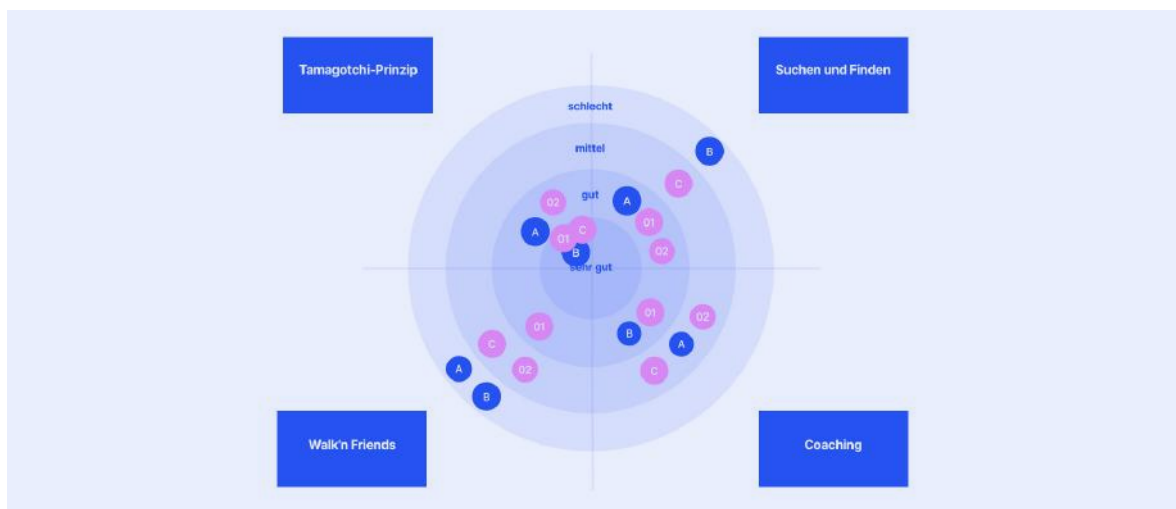 Tamagotchi-Prinzip
Suchen und Finden
schlecht
mittel
B
C
gut
02
A
01
A
C
01
02
B
sehr gut
01
02
01
B
A
C
02
C
A
B
Walk'n Friends
Coaching